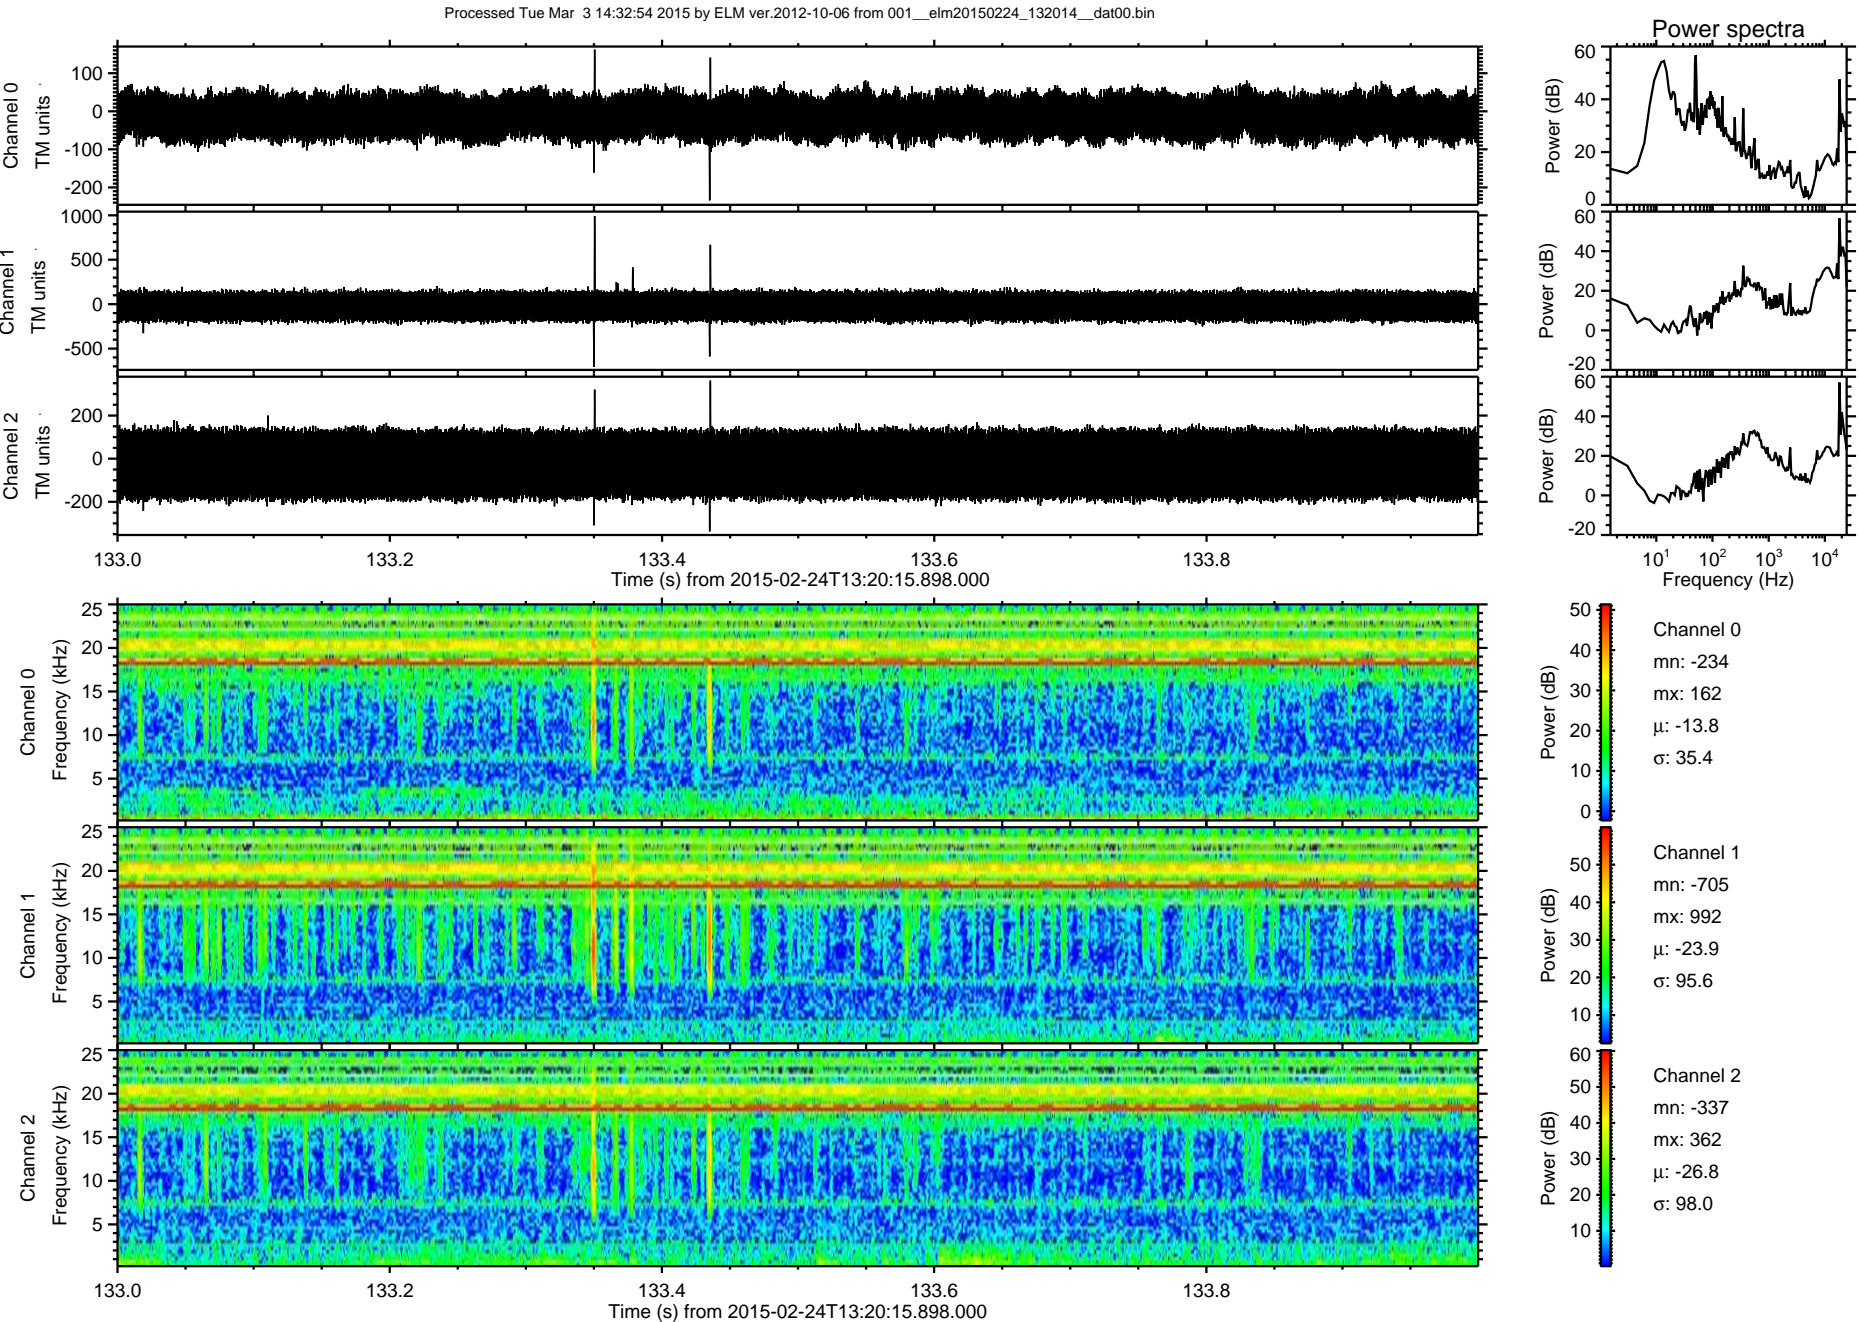 Processed Tue Mar  3 14:32:54 2015 by ELM ver.2012-10-06 from 001__elm20150224_132014__dat00.bin
Power spectra
Channel 0
TM units
100
0
-100
-200
Power (dB)
60
40
20
0
Channel 1
TM units
1000
500
0
-500
Power (dB)
60
40
20
0
-20
Channel 2
TM units
200
0
-200
Power (dB)
60
40
20
0
-20
133.0 133.2 133.4 133.6 133.8
Time (s) from 2015-02-24T13:20:15.898.000
10^1 10^2 10^3 10^4
Frequency (Hz)
Channel 0
Frequency (kHz)
25
20
15
10
5
Power (dB)
50
40
30
20
10
0
Channel 0
mn: -234
mx: 162
μ: -13.8
σ: 35.4
Channel 1
Frequency (kHz)
25
20
15
10
5
Power (dB)
50
40
30
20
10
Channel 1
mn: -705
mx: 992
μ: -23.9
σ: 95.6
Channel 2
Frequency (kHz)
25
20
15
10
5
Power (dB)
60
50
40
30
20
10
Channel 2
mn: -337
mx: 362
μ: -26.8
σ: 98.0
133.0 133.2 133.4 133.6 133.8
Time (s) from 2015-02-24T13:20:15.898.000